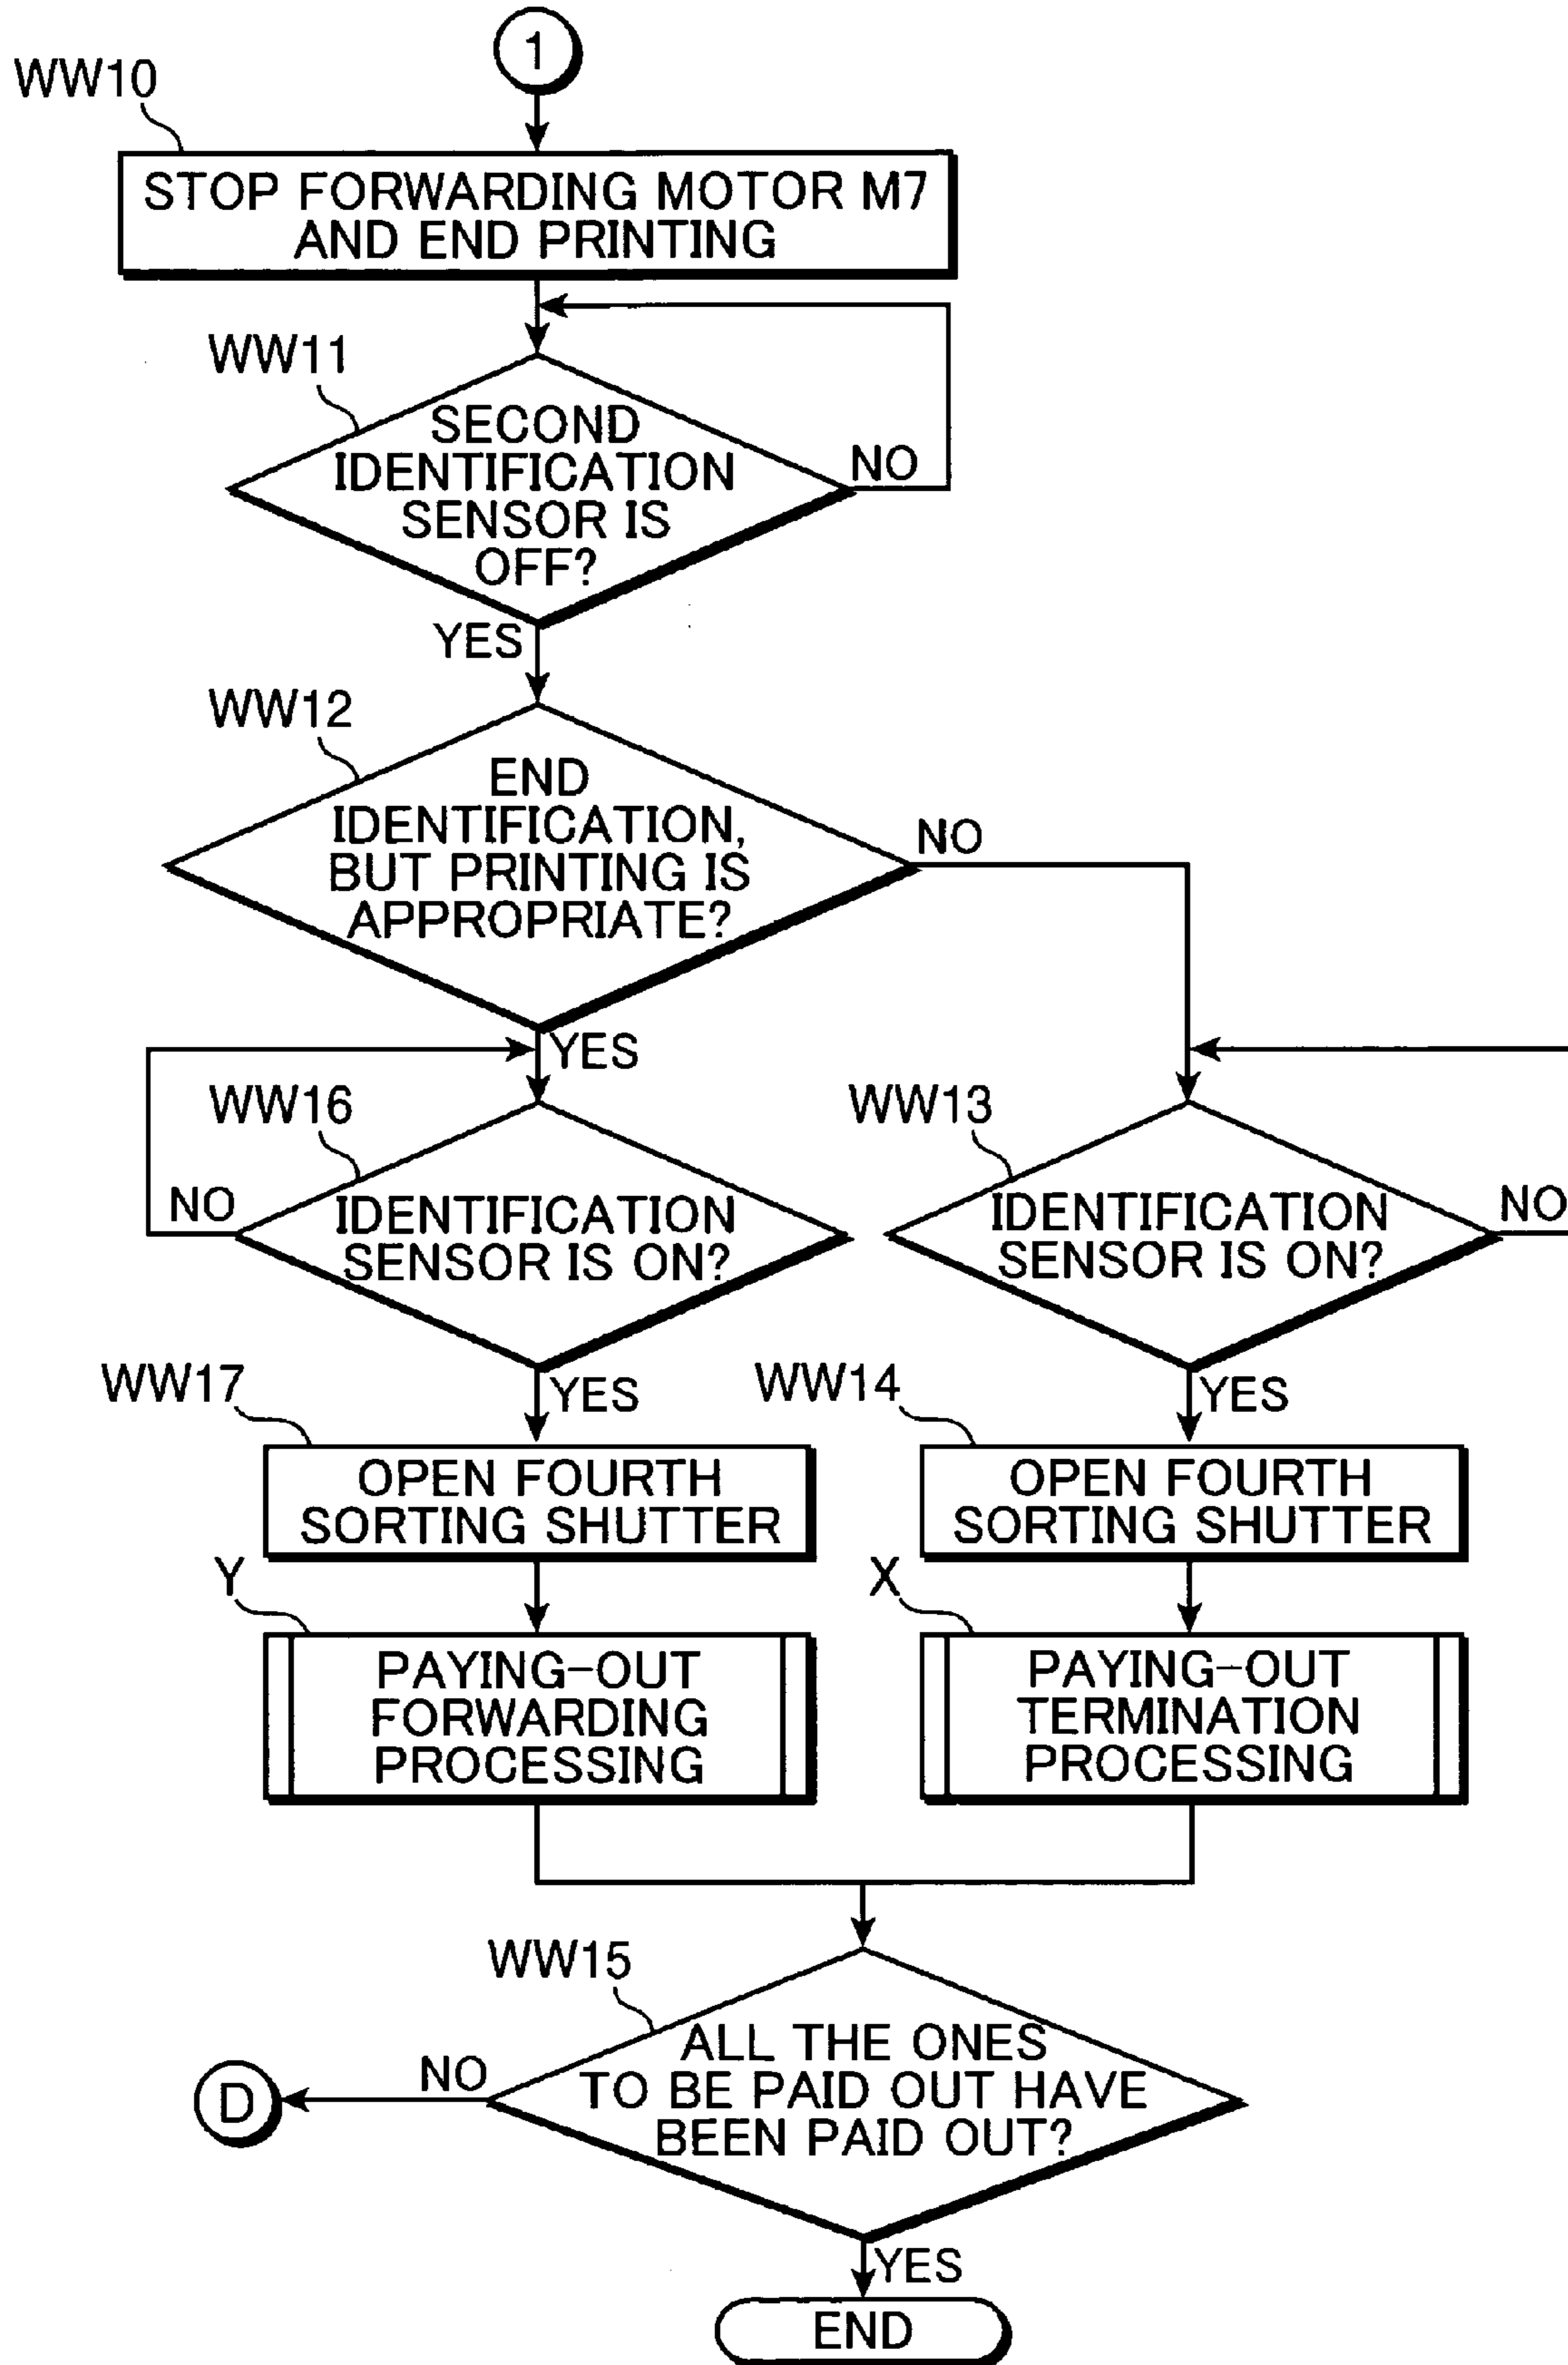 1
WW10
STOP FORWARDING MOTOR M7
AND END PRINTING
WW11
SECOND
IDENTIFICATION
SENSOR IS
OFF?
NO
YES
WW12
END
IDENTIFICATION,
BUT PRINTING IS
APPROPRIATE?
NO
YES
WW16
IDENTIFICATION
SENSOR IS ON?
NO
YES
WW13
IDENTIFICATION
SENSOR IS ON?
NO
YES
WW17
OPEN FOURTH
SORTING SHUTTER
WW14
OPEN FOURTH
SORTING SHUTTER
Y
PAYING-OUT
FORWARDING
PROCESSING
X
PAYING-OUT
TERMINATION
PROCESSING
WW15
ALL THE ONES
TO BE PAID OUT HAVE
BEEN PAID OUT?
NO
D
YES
END